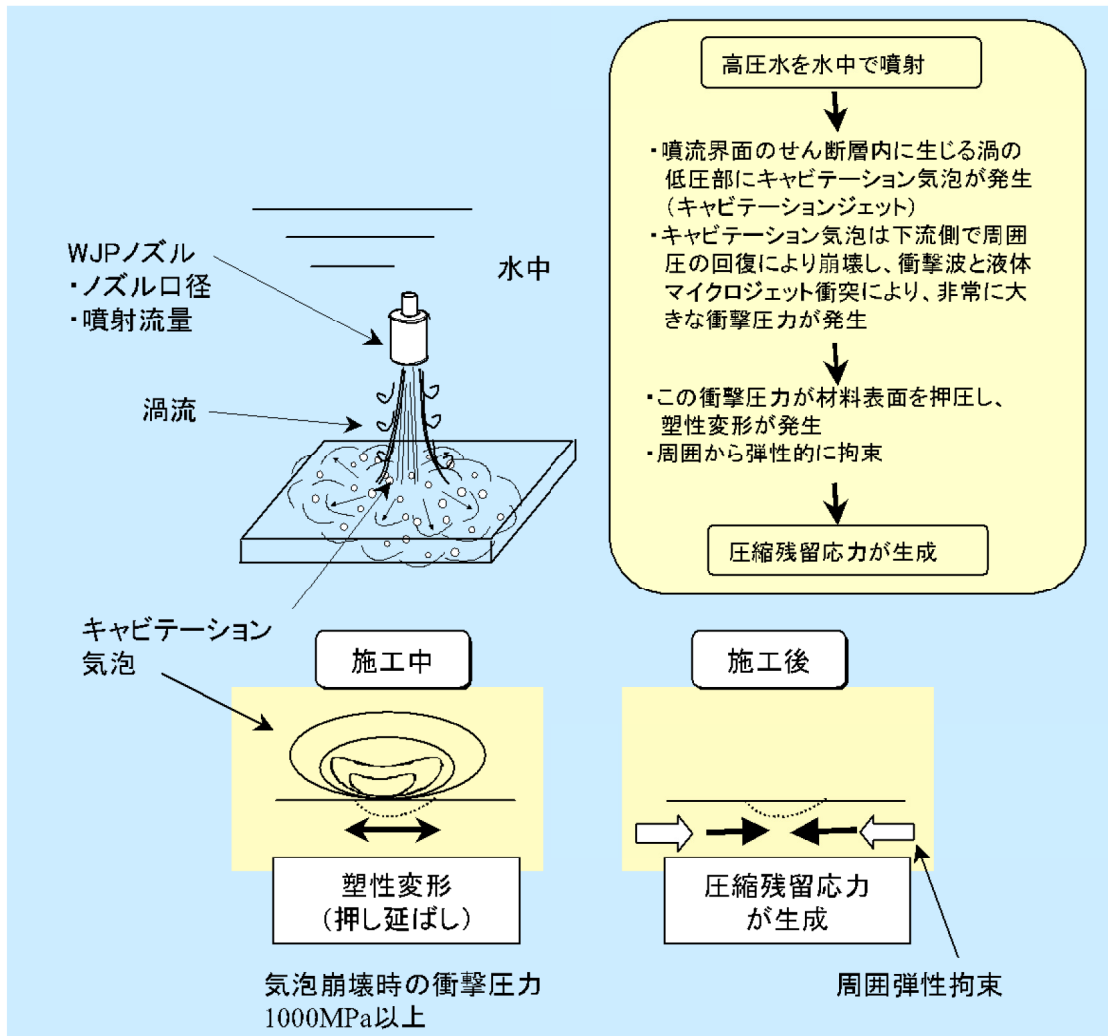 高圧水を水中で噴射
・噴流界面のせん断層内に生じる渦の
低圧部にキャビテーション気泡が発生
(キャビテーションジェット)
・キャビテーション気泡は下流側で周囲
圧の回復により崩壊し、衝撃波と液体
マイクロジェット衝突により、非常に大
きな衝撃圧力が発生
・この衝撃圧力が材料表面を押圧し、
塑性変形が発生
・周囲から弾性的に拘束
圧縮残留応力が生成
WJPノズル
・ノズル口径
・噴射流量
水中
渦流
キャビテーション
気泡
施工中
塑性変形
(押し延ばし)
気泡崩壊時の衝撃圧力
1000MPa以上
施工後
圧縮残留応力
が生成
周囲弾性拘束